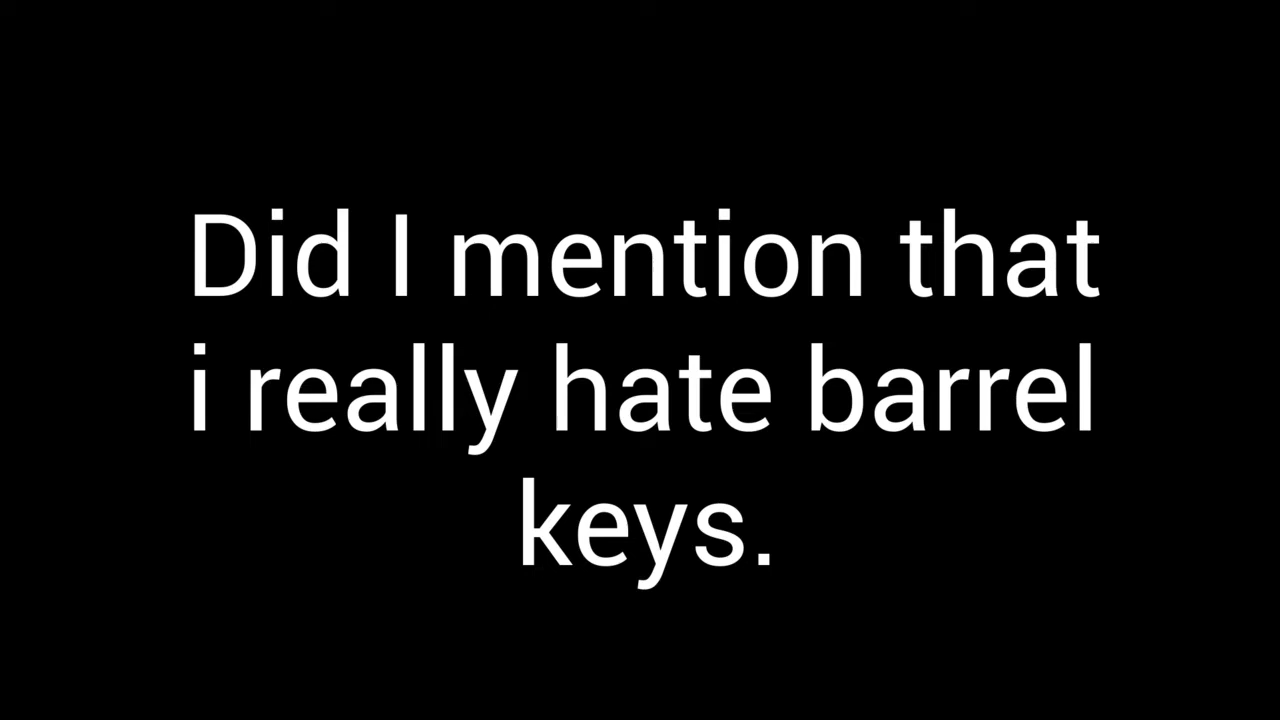 Did I mention that
i really hate barrel
keys.